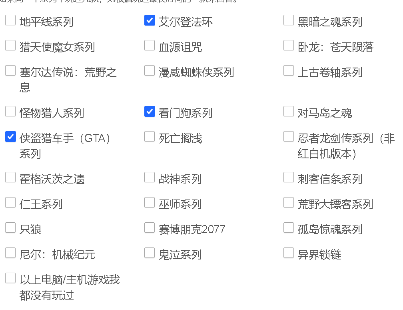 地平线系列 艾尔登法环 黑暗之魂系列
猎天使魔女系列 血源诅咒 卧龙：苍天陨落
塞尔达传说：荒野之 漫威蜘蛛侠系列 上古卷轴系列
息
怪物猎人系列 看门狗系列 对马岛之魂
侠盗猎车手（GTA） 死亡搁浅 忍者龙剑传系列（非
系列 红白机版本）
霍格沃茨之遗 战神系列 刺客信条系列
仁王系列 巫师系列 荒野大镖客系列
只狼 赛博朋克2077 孤岛惊魂系列
尼尔：机械纪元 鬼泣系列 异界锁链
以上电脑/主机游戏我
都没有玩过